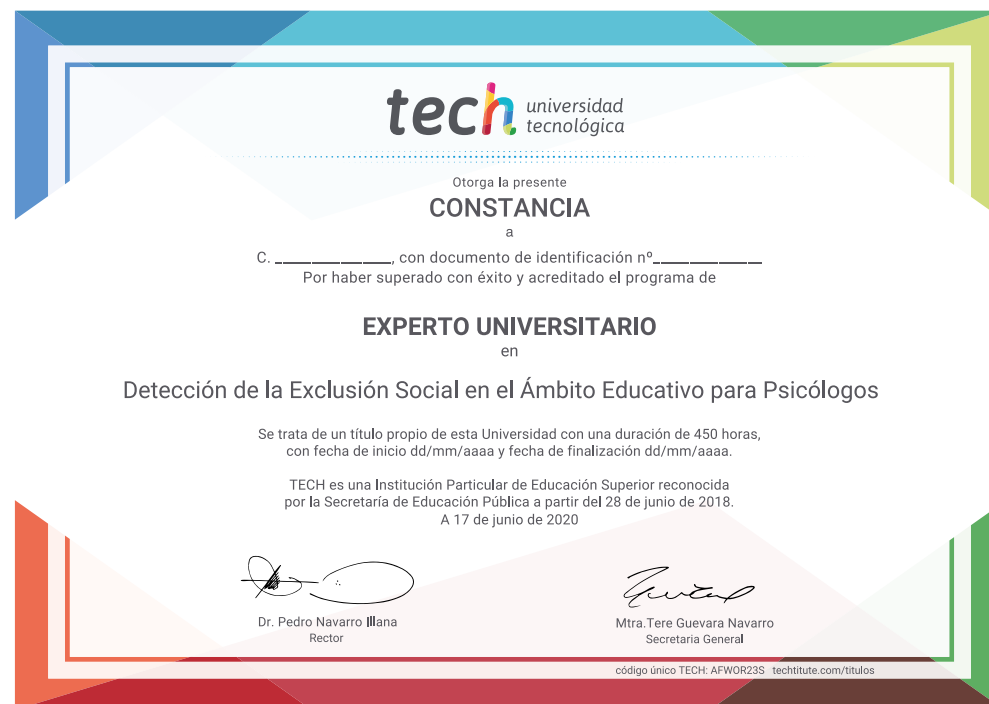 tech universidad
tecnológica
Otorga la presente
CONSTANCIA
a
C. ______________, con documento de identificación nº_____________
Por haber superado con éxito y acreditado el programa de
EXPERTO UNIVERSITARIO
en
Detección de la Exclusión Social en el Ámbito Educativo para Psicólogos
Se trata de un título propio de esta Universidad con una duración de 450 horas,
con fecha de inicio dd/mm/aaaa y fecha de finalización dd/mm/aaaa.
TECH es una Institución Particular de Educación Superior reconocida
por la Secretaría de Educación Pública a partir del 28 de junio de 2018.
A 17 de junio de 2020
Dr. Pedro Navarro Illana
Rector
Mtra.Tere Guevara Navarro
Secretaria General
código único TECH: AFWOR23S techtitute.com/titulos